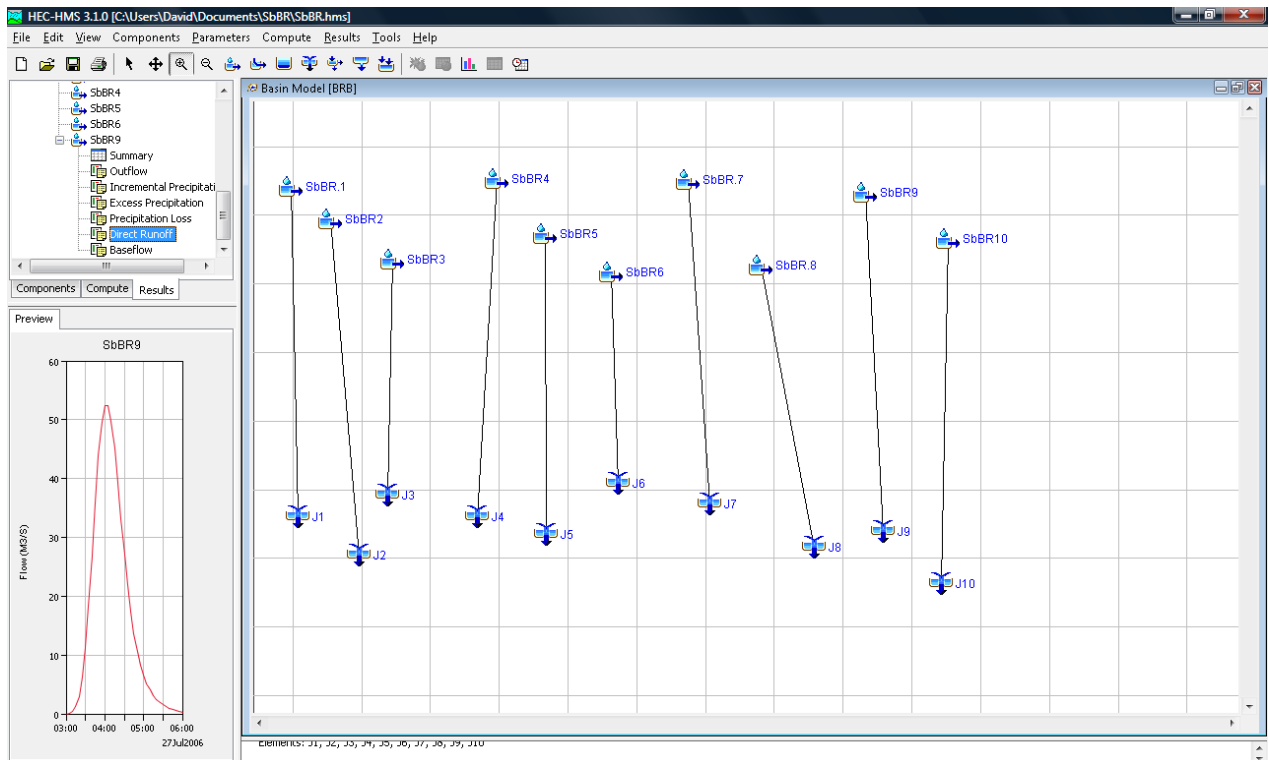 HEC-HMS 3.1.0 [C:\Users\David\Documents\SbBR\SbBR.hms]
File Edit View Components Parameters Compute Results Tools Help
SbBR4
SbBR5
SbBR6
SbBR9
Summary
Outflow
Incremental Precipitati
Excess Precipitation
Precipitation Loss
Direct Runoff
Baseflow
Components Compute Results
Preview
SbBR9
60
50
40
30
20
10
0
Flow (M3/S)
03:00 04:00 05:00 06:00
27Jul2006
Basin Model [BRB]
SbBR.1
SbBR2
SbBR3
SbBR4
SbBR5
SbBR6
SbBR.7
SbBR.8
SbBR9
SbBR10
J1
J2
J3
J4
J5
J6
J7
J8
J9
J10
Elements: J1, J2, J3, J4, J5, J6, J7, J8, J9, J10